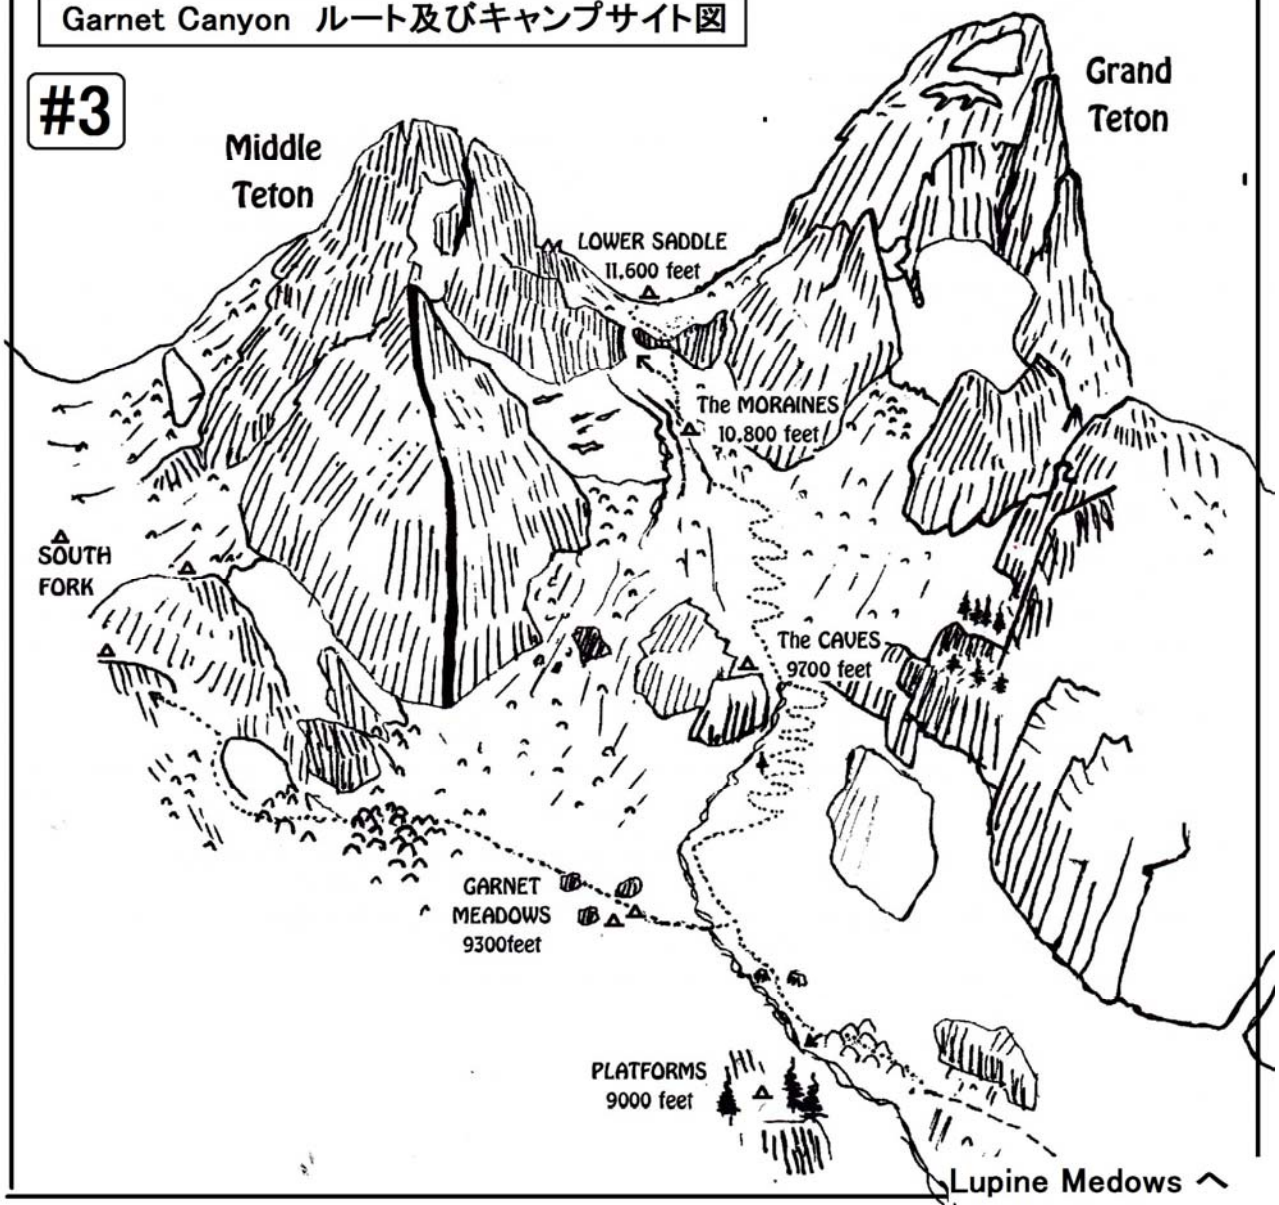 Garnet Canyon ルート及びキャンプサイト図
#3
Grand
Teton
Middle
Teton
LOWER SADDLE
11,600 feet
The MORAINES
10.800 feet
SOUTH
FORK
The CAVES
9700 feet
GARNET
MEADOWS
9300feet
PLATFORMS
9000 feet
Lupine Medows へ